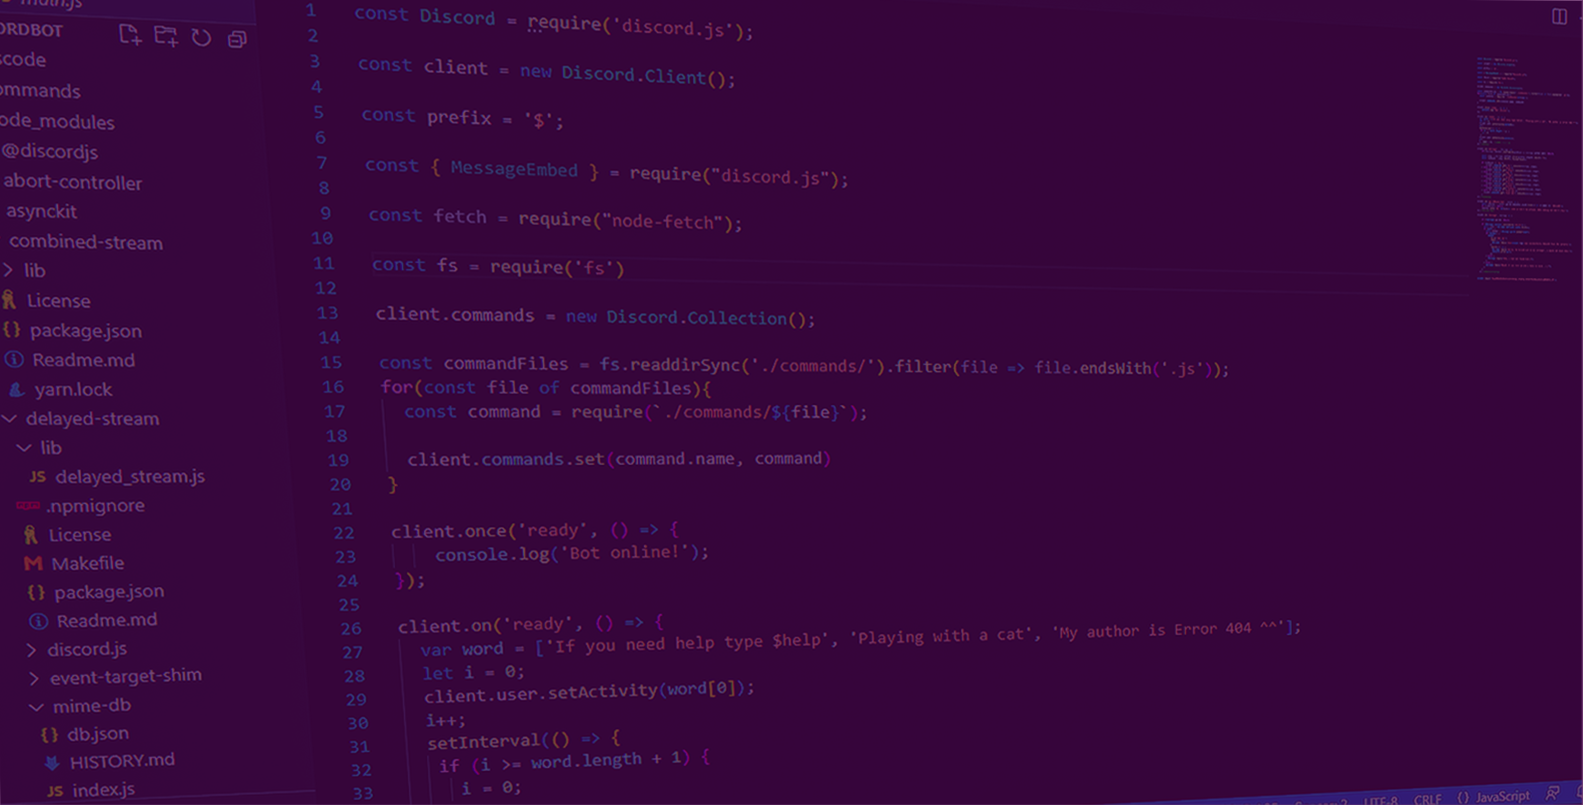 main.js
ORDBOT
scode
ommands
ode_modules
@discordjs
abort-controller
asynckit
combined-stream
lib
License
package.json
Readme.md
yarn.lock
delayed-stream
lib
JS delayed_stream.js
.npmignore
License
Makefile
{} package.json
Readme.md
discord.js
event-target-shim
mime-db
{} db.json
HISTORY.md
JS index.js
1 const Discord = require('discord.js');
2
3 const client = new Discord.Client();
4
5 const prefix = '$';
6
7 const { MessageEmbed } = require("discord.js");
8
9 const fetch = require("node-fetch");
10
11 const fs = require('fs')
12
13 client.commands = new Discord.Collection();
14
15 const commandFiles = fs.readdirSync('./commands/').filter(file => file.endsWith('.js'));
16 for(const file of commandFiles){
17 const command = require(`./commands/${file}`);
18
19 client.commands.set(command.name, command)
20 }
21
22 client.once('ready', () => {
23 console.log('Bot online!');
24 });
25
26 client.on('ready', () => {
27 var word = ['If you need help type $help', 'Playing with a cat', 'My author is Error 404 ^^'];
28 let i = 0;
29 client.user.setActivity(word[0]);
30 i++;
31 setInterval(() => {
32 if (i >= word.length + 1) {
33 i = 0;
UTF-8 CRLF {} JavaScript